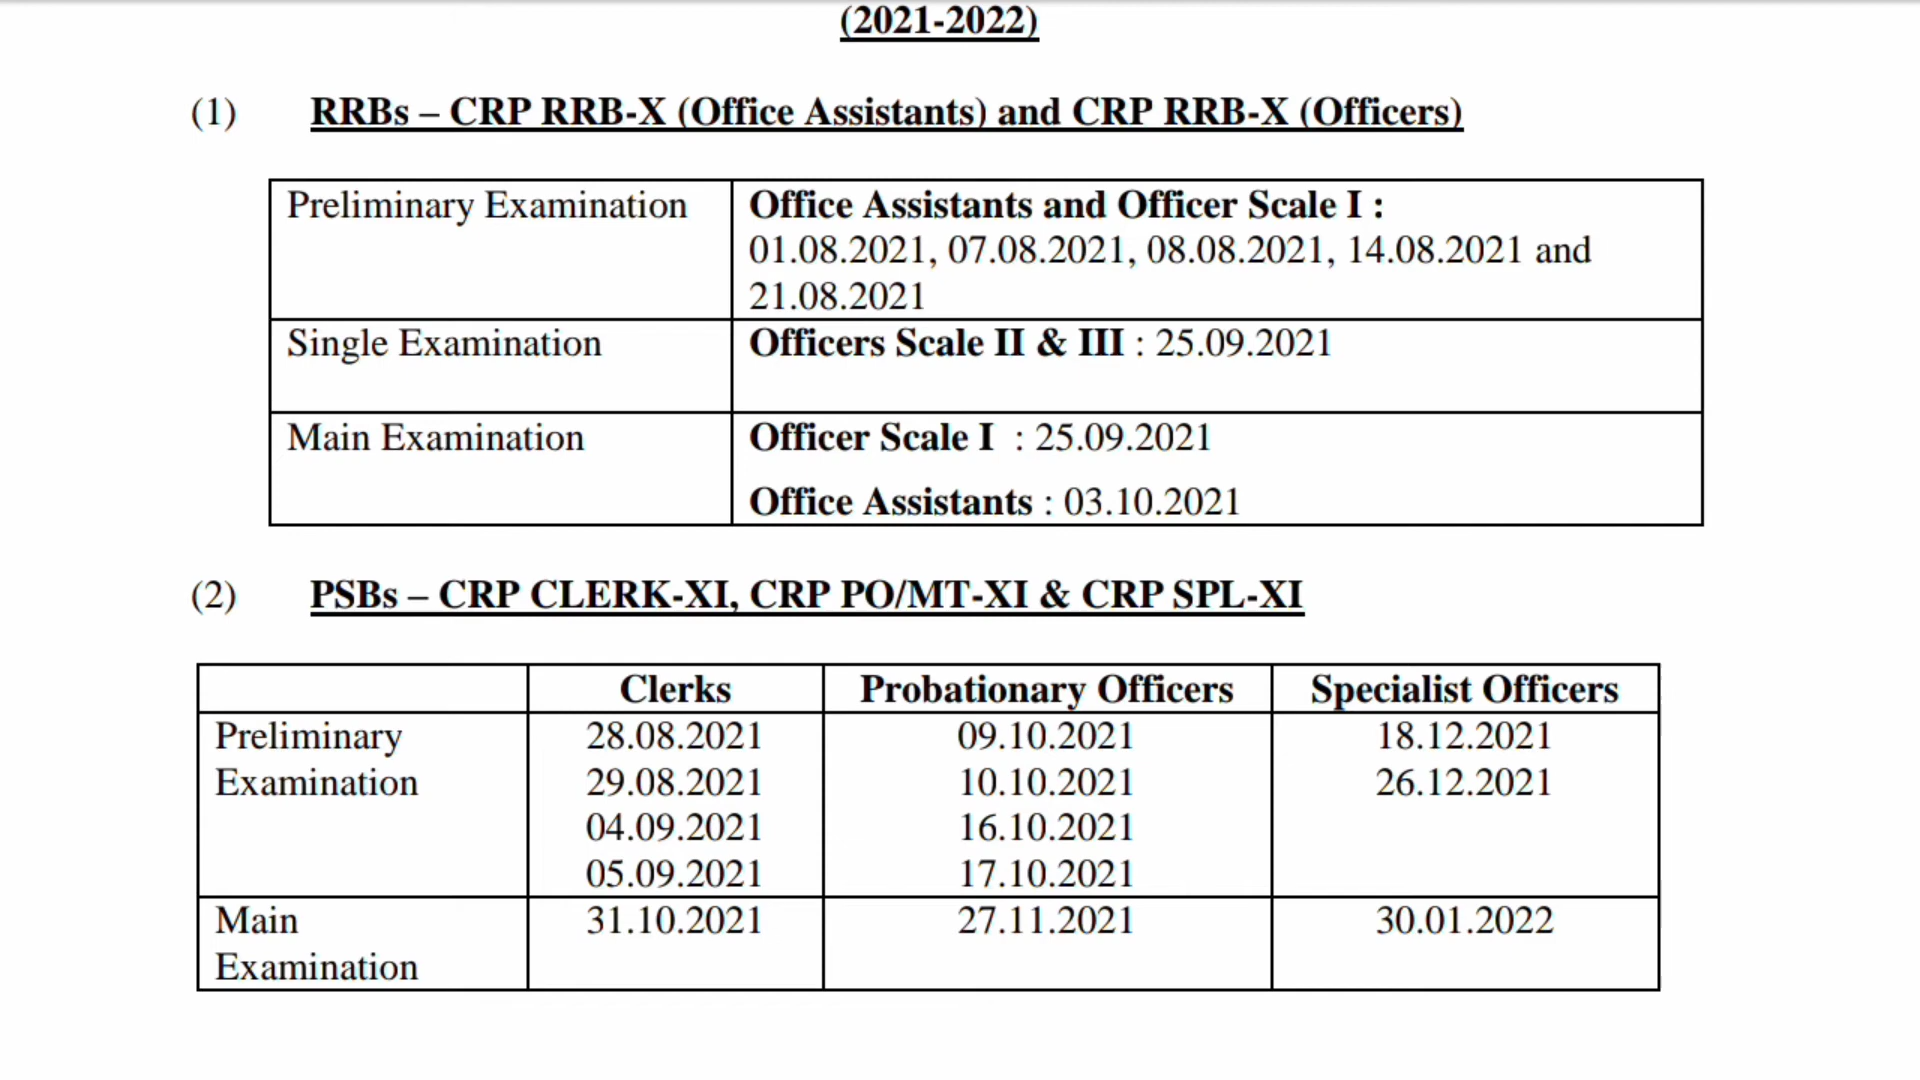 (2021-2022)
(1) RRBs – CRP RRB-X (Office Assistants) and CRP RRB-X (Officers)
Preliminary Examination Office Assistants and Officer Scale I :
01.08.2021, 07.08.2021, 08.08.2021, 14.08.2021 and
21.08.2021
Single Examination Officers Scale II & III : 25.09.2021
Main Examination Officer Scale I : 25.09.2021
Office Assistants : 03.10.2021
(2) PSBs – CRP CLERK-XI, CRP PO/MT-XI & CRP SPL-XI
Clerks Probationary Officers Specialist Officers
Preliminary 28.08.2021 09.10.2021 18.12.2021
Examination 29.08.2021 10.10.2021 26.12.2021
04.09.2021 16.10.2021
05.09.2021 17.10.2021
Main 31.10.2021 27.11.2021 30.01.2022
Examination